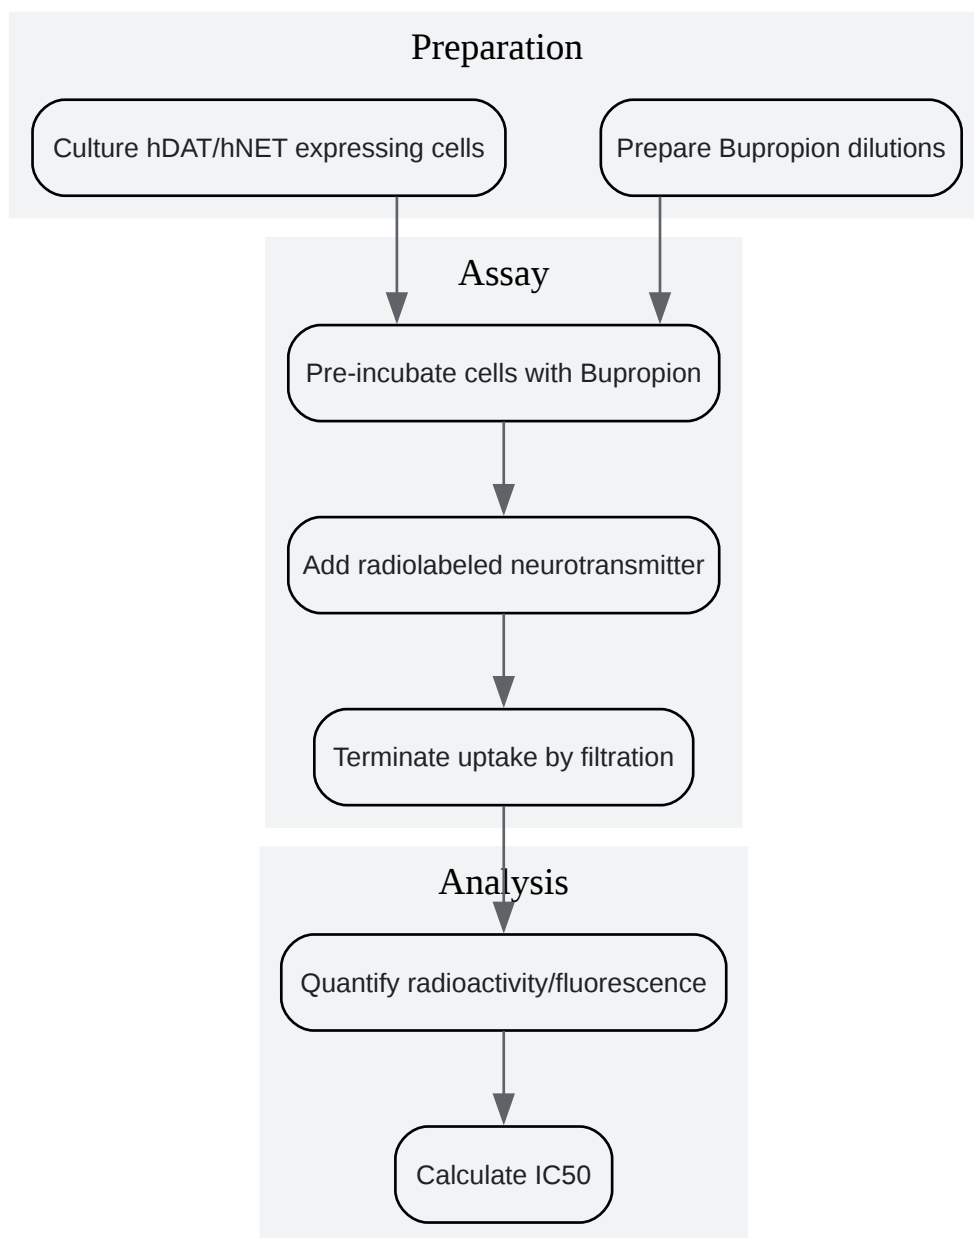 Preparation
Culture hDAT/hNET expressing cells
Prepare Bupropion dilutions
Assay
Pre-incubate cells with Bupropion
Add radiolabeled neurotransmitter
Terminate uptake by filtration
Analysis
Quantify radioactivity/fluorescence
Calculate IC50